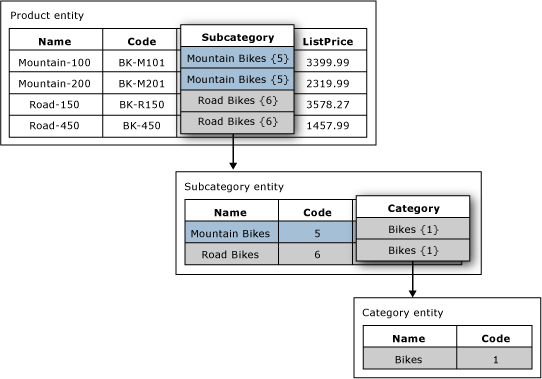 Product entity
Name Code Subcategory ListPrice
Mountain-100 BK-M101 Mountain Bikes {5} 3399.99
Mountain-200 BK-M201 Mountain Bikes {5} 2319.99
Road-150 BK-R150 Road Bikes {6} 3578.27
Road-450 BK-450 Road Bikes {6} 1457.99
Subcategory entity
Name Code Category
Mountain Bikes 5 Bikes {1}
Road Bikes 6 Bikes {1}
Category entity
Name Code
Bikes 1